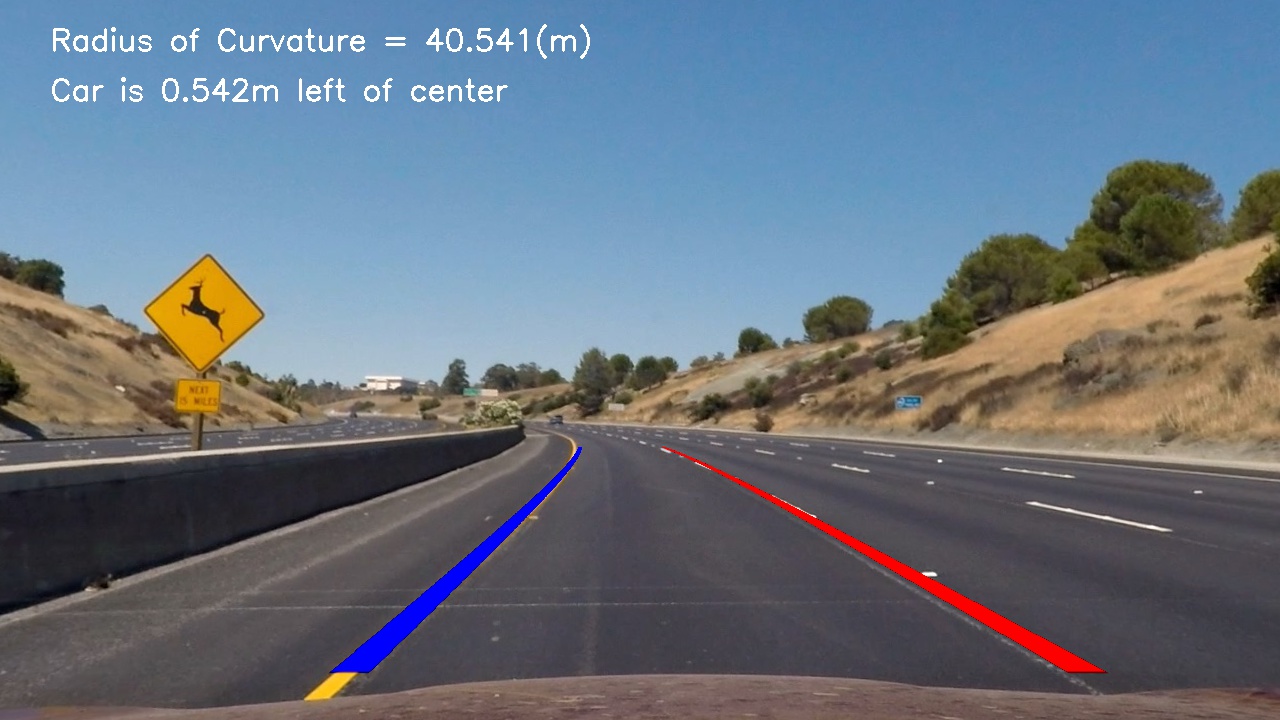 Radius of Curvature = 40.541(m)
Car is 0.542m left of center
NEXT
15 MILES